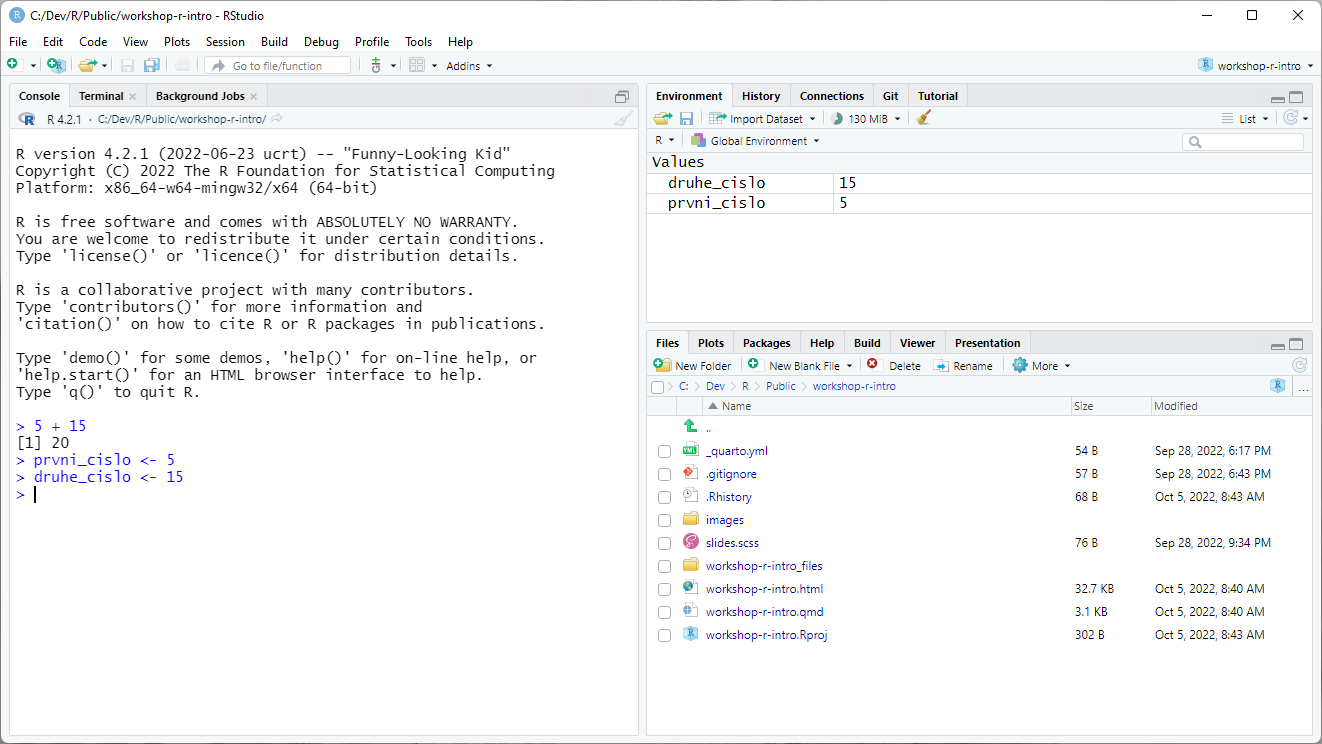 C:/Dev/R/Public/workshop-r-intro - RStudio
File Edit Code View Plots Session Build Debug Profile Tools Help
Go to file/function Addins workshop-r-intro
Console Terminal Background Jobs
R 4.2.1 · C:/Dev/R/Public/workshop-r-intro/
R version 4.2.1 (2022-06-23 ucrt) -- "Funny-Looking Kid"
Copyright (C) 2022 The R Foundation for Statistical Computing
Platform: x86_64-w64-mingw32/x64 (64-bit)
R is free software and comes with ABSOLUTELY NO WARRANTY.
You are welcome to redistribute it under certain conditions.
Type 'license()' or 'licence()' for distribution details.
R is a collaborative project with many contributors.
Type 'contributors()' for more information and
'citation()' on how to cite R or R packages in publications.
Type 'demo()' for some demos, 'help()' for on-line help, or
'help.start()' for an HTML browser interface to help.
Type 'q()' to quit R.
> 5 + 15
[1] 20
> prvni_cislo <- 5
> druhe_cislo <- 15
>
Environment History Connections Git Tutorial
Import Dataset 130 MiB List
R Global Environment
Values
druhe_cislo 15
prvni_cislo 5
Files Plots Packages Help Build Viewer Presentation
New Folder New Blank File Delete Rename More
C: Dev R Public workshop-r-intro ...
Name Size Modified
..
_quarto.yml 54 B Sep 28, 2022, 6:17 PM
.gitignore 57 B Sep 28, 2022, 6:43 PM
.Rhistory 68 B Oct 5, 2022, 8:43 AM
images
slides.scss 76 B Sep 28, 2022, 9:34 PM
workshop-r-intro_files
workshop-r-intro.html 32.7 KB Oct 5, 2022, 8:40 AM
workshop-r-intro.qmd 3.1 KB Oct 5, 2022, 8:40 AM
workshop-r-intro.Rproj 302 B Oct 5, 2022, 8:43 AM